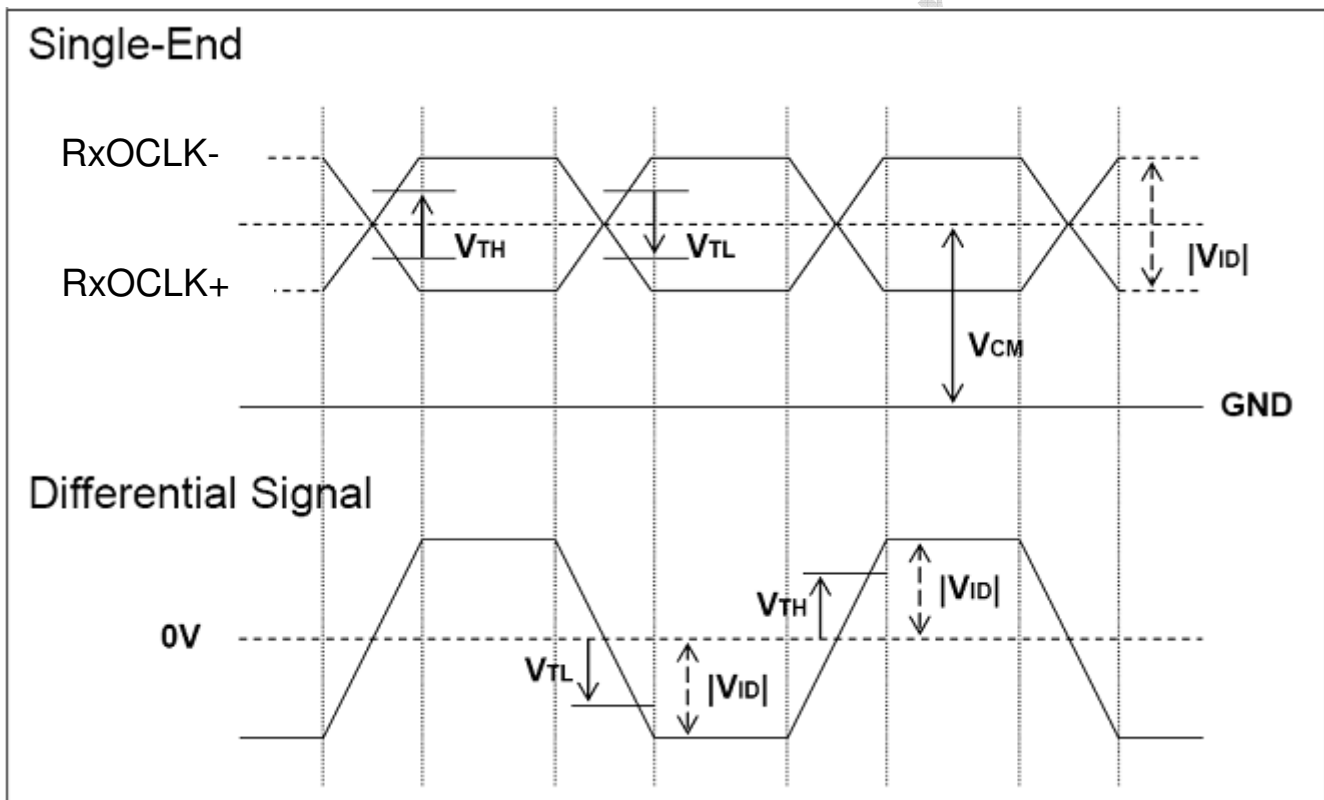 Single-End
RxOCLK-
VTH
VTL
|VID|
RxOCLK+
VCM
GND
Differential Signal
|VID|
VTH
0V
VTL
|VID|